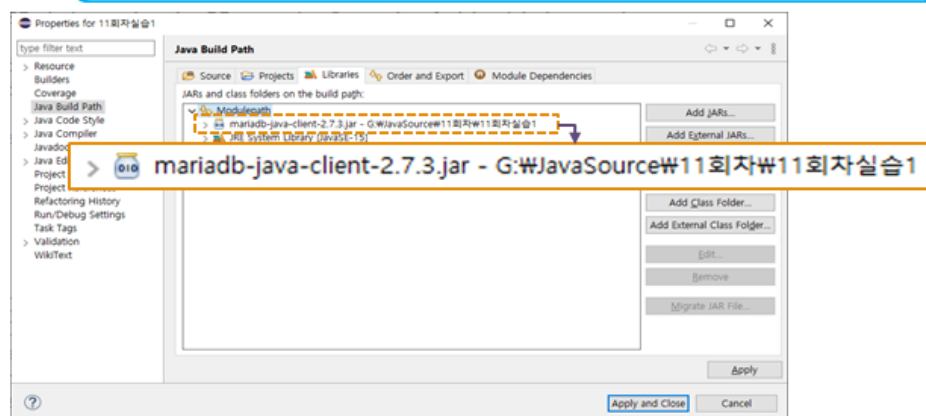 Properties for 11회차실습1
type filter text
Resource
Builders
Coverage
Java Build Path
Java Code Style
Java Compiler
Java Ed
Project
Refactoring History
Run/Debug Settings
Task Tags
Validation
WikiText
Java Build Path
Source Projects Libraries Order and Export Module Dependencies
JARs and class folders on the build path:
Modulepath
mariadb-java-client-2.7.3.jar - G:₩JavaSource₩11회차₩11회차실습1
JRE System Library [JavaSE-15]
mariadb-java-client-2.7.3.jar - G:₩JavaSource₩11회차₩11회차실습1
Add JARs...
Add External JARs...
Add Class Folder...
Add External Class Folder...
Edit...
Remove
Migrate JAR File...
Apply
Apply and Close Cancel